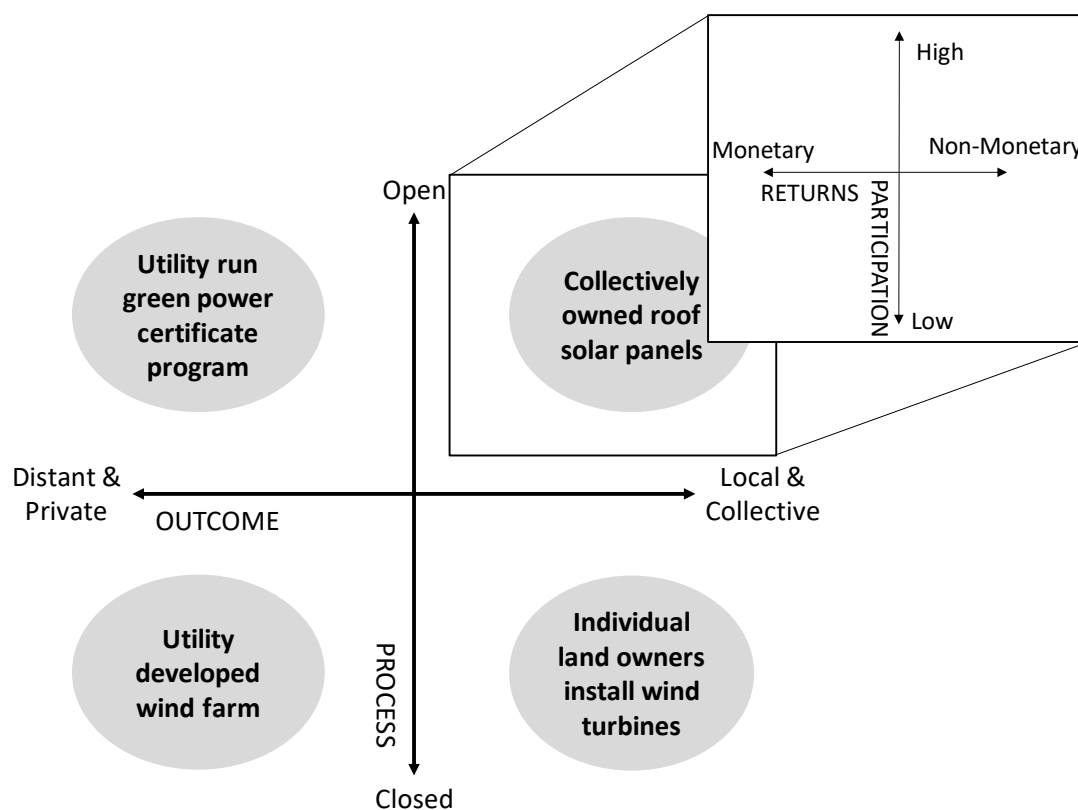 High
Monetary
Non-Monetary
RETURNS
PARTICIPATION
Low
Open
Utility run
green power
certificate
program
Collectively
owned roof
solar panels
Distant &
Private
OUTCOME
Local &
Collective
PROCESS
Utility
developed
wind farm
Individual
land owners
install wind
turbines
Closed